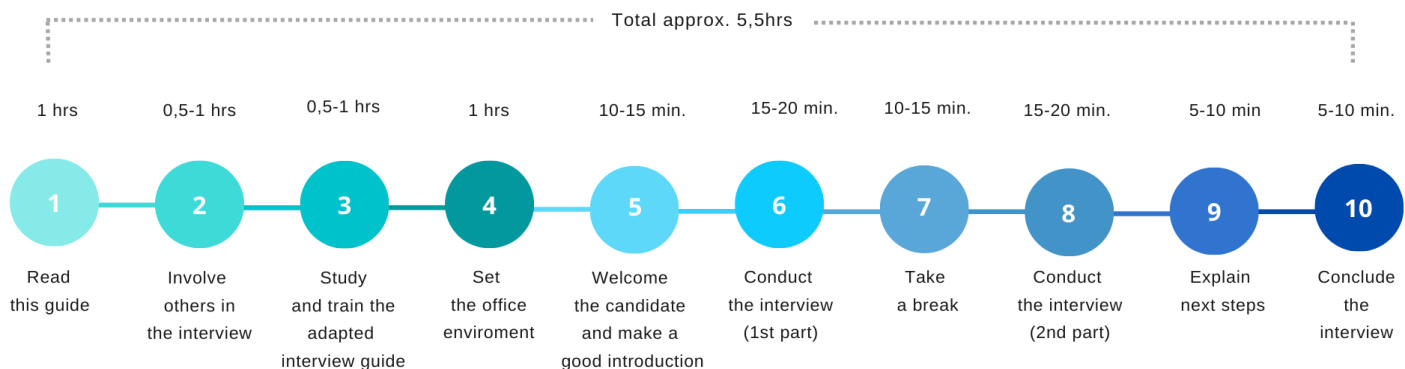 Total approx. 5,5hrs
1 hrs
0,5-1 hrs
0,5-1 hrs
1 hrs
10-15 min.
15-20 min.
10-15 min.
15-20 min.
5-10 min
5-10 min.
1
2
3
4
5
6
7
8
9
10
Read
this guide
Involve
others in
the interview
Study
and train the
adapted
interview guide
Set
the office
enviroment
Welcome
the candidate
and make a
good introduction
Conduct
the interview
(1st part)
Take
a break
Conduct
the interview
(2nd part)
Explain
next steps
Conclude
the
interview